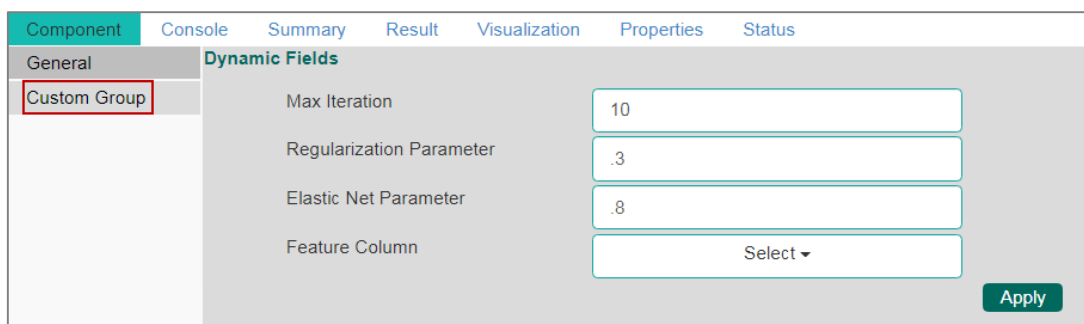 Component Console Summary Result Visualization Properties Status
General
Dynamic Fields
Custom Group
Max Iteration 10
Regularization Parameter .3
Elastic Net Parameter .8
Feature Column Select
Apply